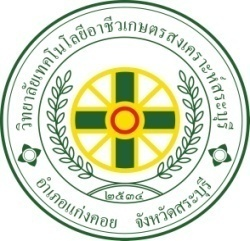 วิทยาลัยเทคโนโลยีอาชีวเกษตรสงเคราะห์สระบุรี
๒๕๓๔
อำเภอแก่งคอย จังหวัดสระบุรี